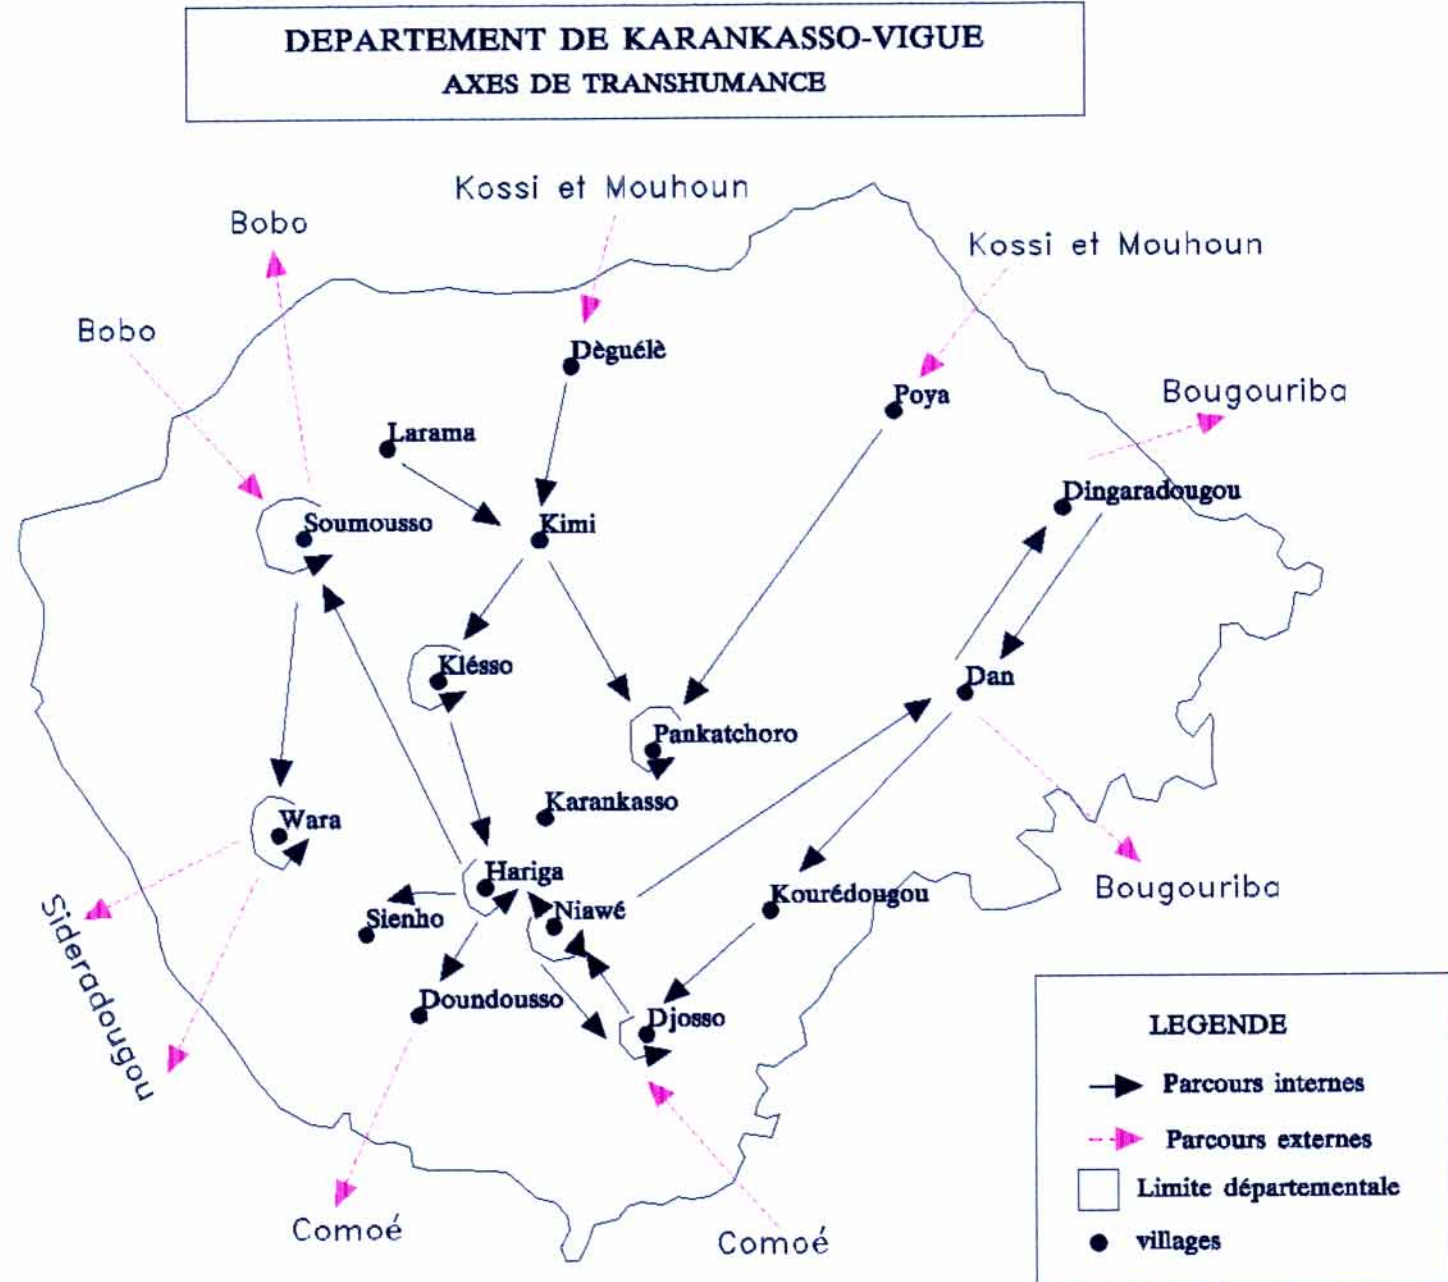 DEPARTEMENT DE KARANKASSO-VIGUE
AXES DE TRANSHUMANCE
Kossi et Mouhoun
Bobo
Kossi et Mouhoun
Bobo
Dèguélè
Poya
Bougouriba
Larama
Dingaradougou
Soumousso
Kimi
Klésso
Dan
Pankatchoro
Karankasso
Wara
Hariga
Bougouriba
Kourédougou
Niawé
Sienho
Sideradougou
Doundousso
Djosso
Comoé
Comoé
LEGENDE
Parcours internes
Parcours externes
Limite départementale
villages